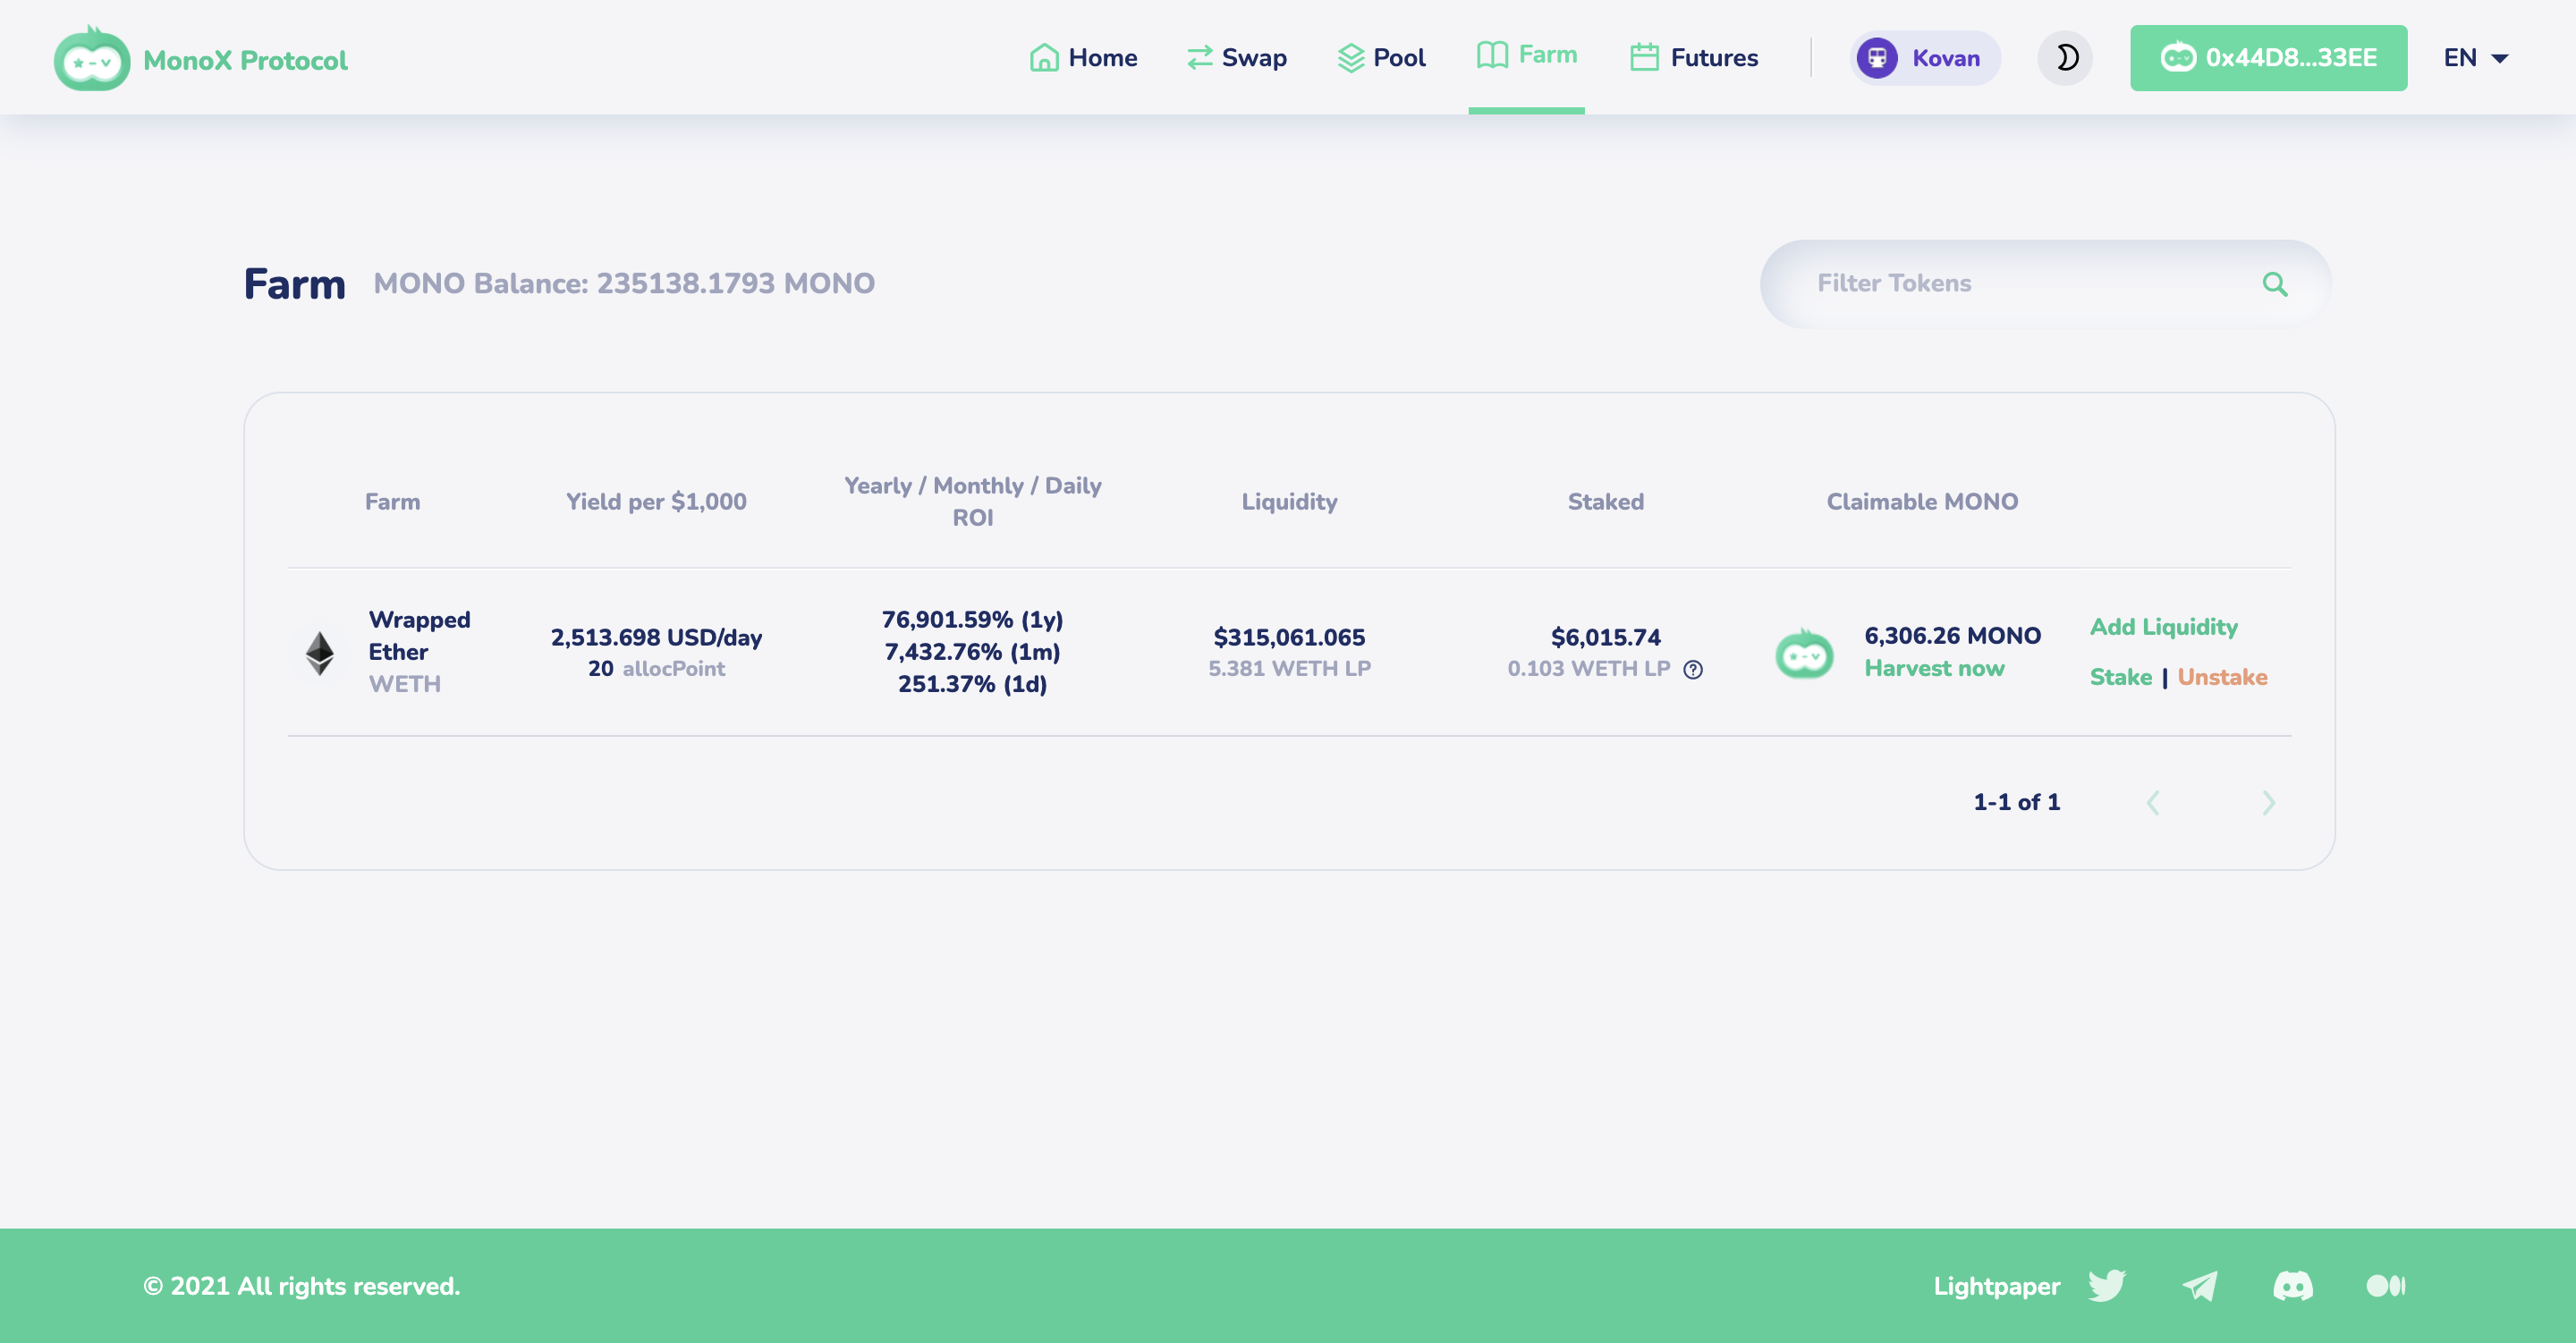 MonoX Protocol
Home
Swap
Pool
Farm
Futures
Kovan
0x44D8...33EE
EN
Farm
MONO Balance: 235138.1793 MONO
Filter Tokens
Farm
Yield per $1,000
Yearly / Monthly / Daily
ROI
Liquidity
Staked
Claimable MONO
Wrapped
Ether
WETH
2,513.698 USD/day
20 allocPoint
76,901.59% (1y)
7,432.76% (1m)
251.37% (1d)
$315,061.065
5.381 WETH LP
$6,015.74
0.103 WETH LP ?
6,306.26 MONO
Harvest now
Add Liquidity
Stake | Unstake
1-1 of 1
© 2021 All rights reserved.
Lightpaper